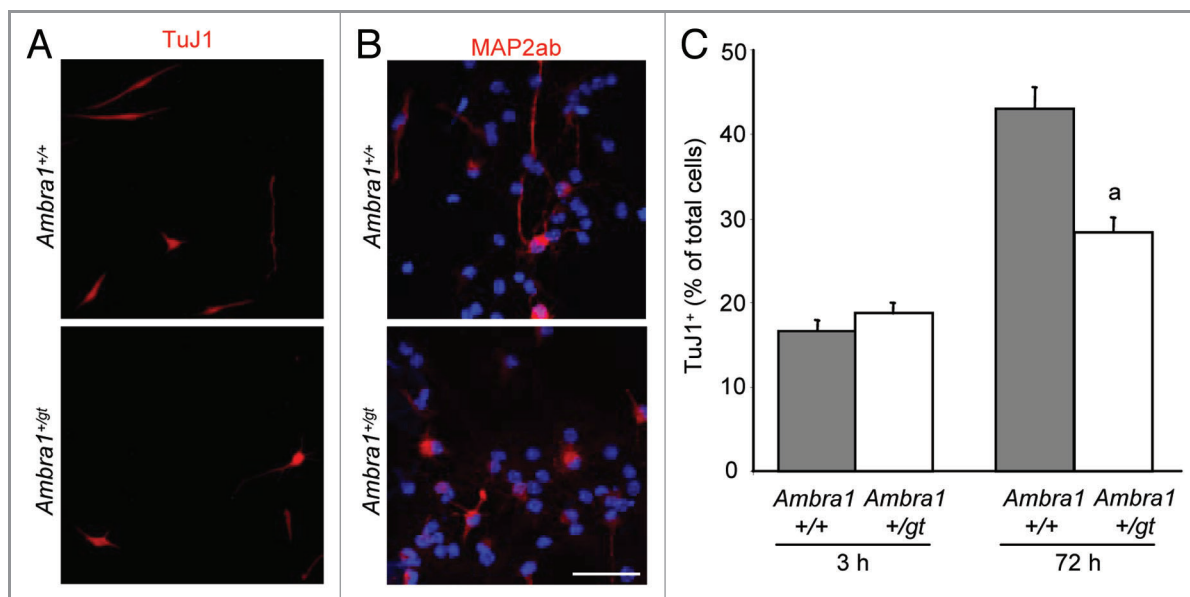 A
TuJ1
Ambra1+/+
Ambra1+/gt
B
MAP2ab
Ambra1+/+
Ambra1+/gt
C
TuJ1+ (% of total cells)
50
40
30
20
10
0
a
Ambra1 Ambra1 Ambra1 Ambra1
+/+ +/gt +/+ +/gt
3 h 72 h